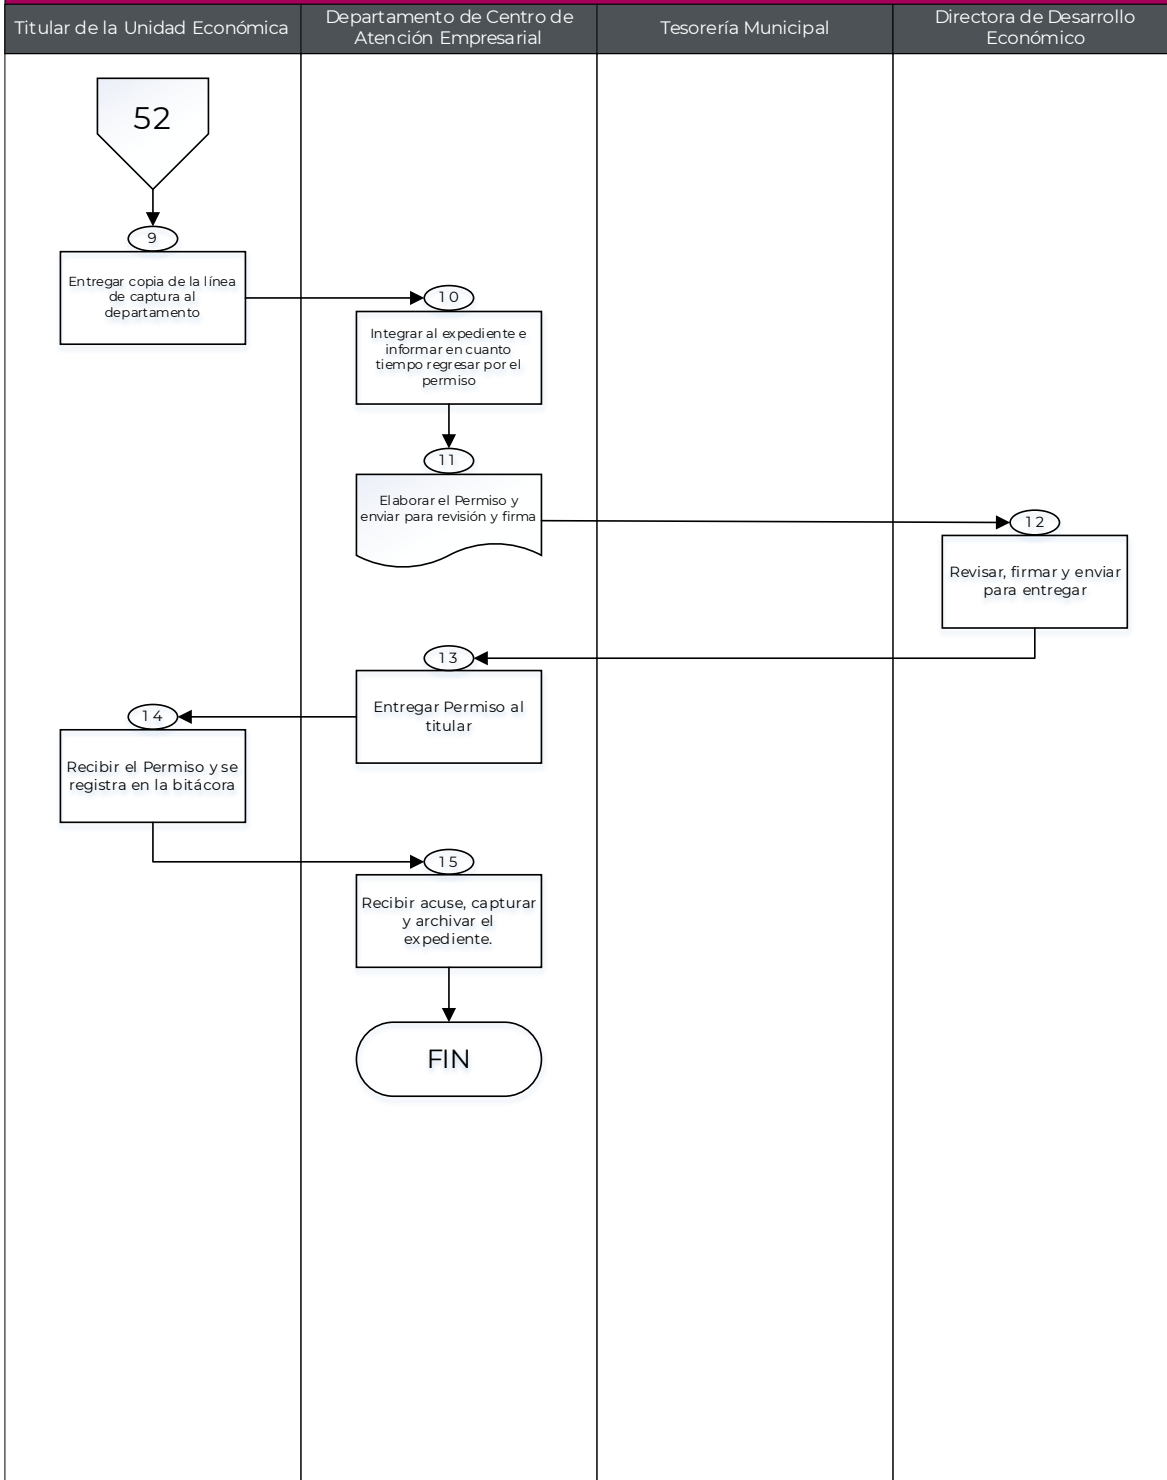 Titular de la Unidad Económica
Departamento de Centro de
Atención Empresarial
Tesorería Municipal
Directora de Desarrollo
Económico
52
9
Entregar copia de la línea
de captura al
departamento
10
Integrar al expediente e
informar en cuanto
tiempo regresar por el
permiso
11
Elaborar el Permiso y
enviar para revisión y firma
12
Revisar, firmar y enviar
para entregar
13
Entregar Permiso al
titular
14
Recibir el Permiso y se
registra en la bitácora
15
Recibir acuse, capturar
y archivar el
expediente.
FIN